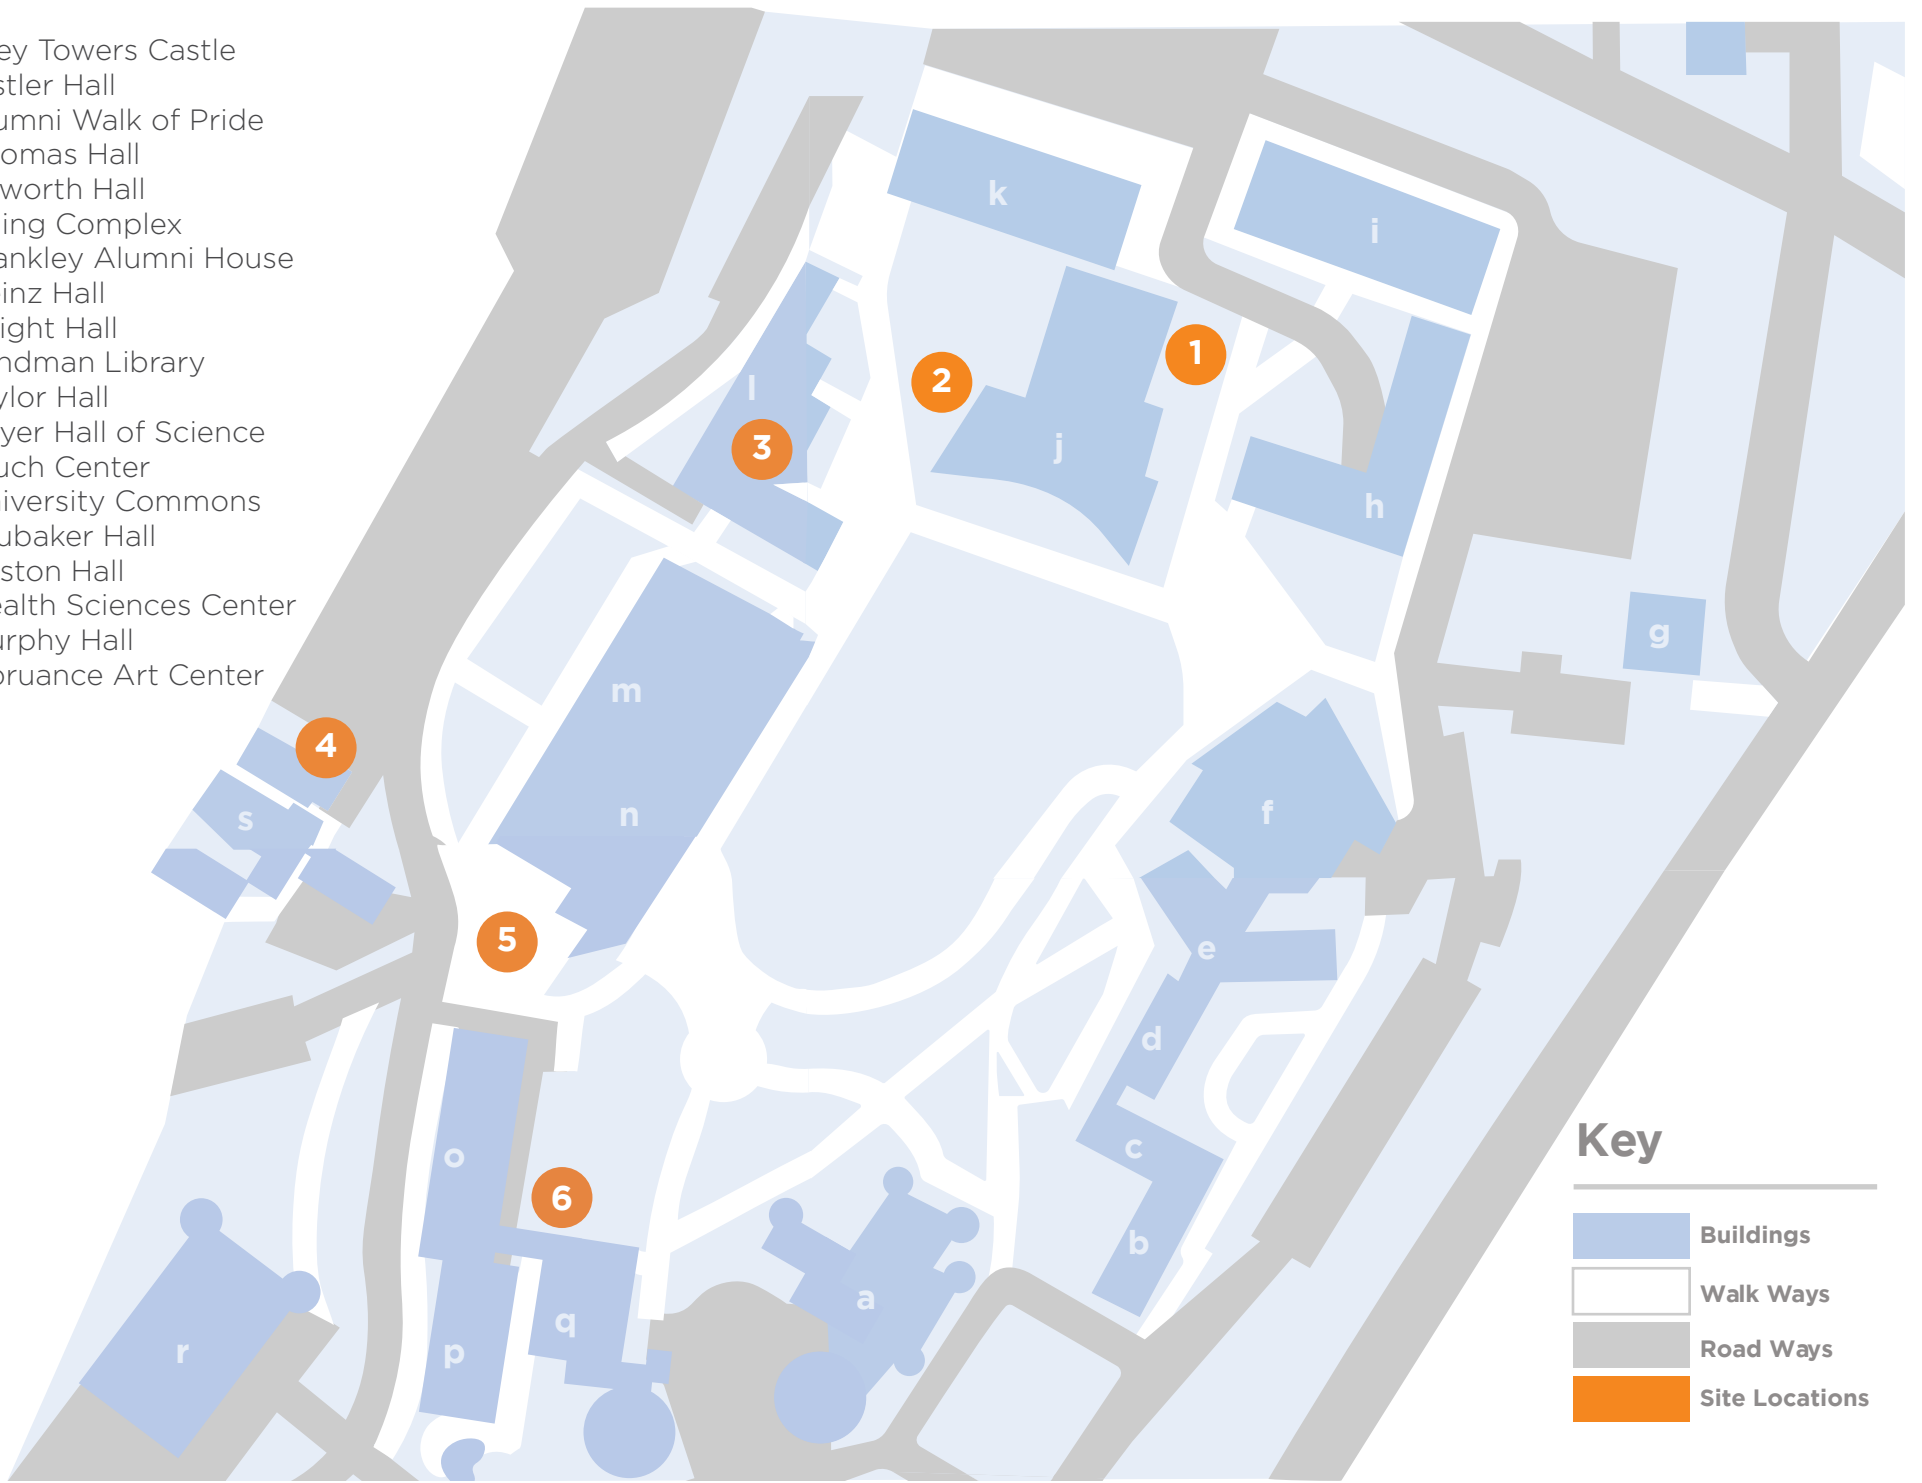 ey Towers Castle
stler Hall
umni Walk of Pride
omas Hall
worth Hall
ing Complex
ankley Alumni House
inz Hall
ight Hall
ndman Library
ylor Hall
yer Hall of Science
uch Center
iversity Commons
ubaker Hall
ston Hall
ealth Sciences Center
urphy Hall
pruance Art Center
k
i
1
2
l
3
j
h
g
m
4
n
s
f
5
e
d
o
c
6
b
a
q
r
p
Key
Buildings
Walk Ways
Road Ways
Site Locations